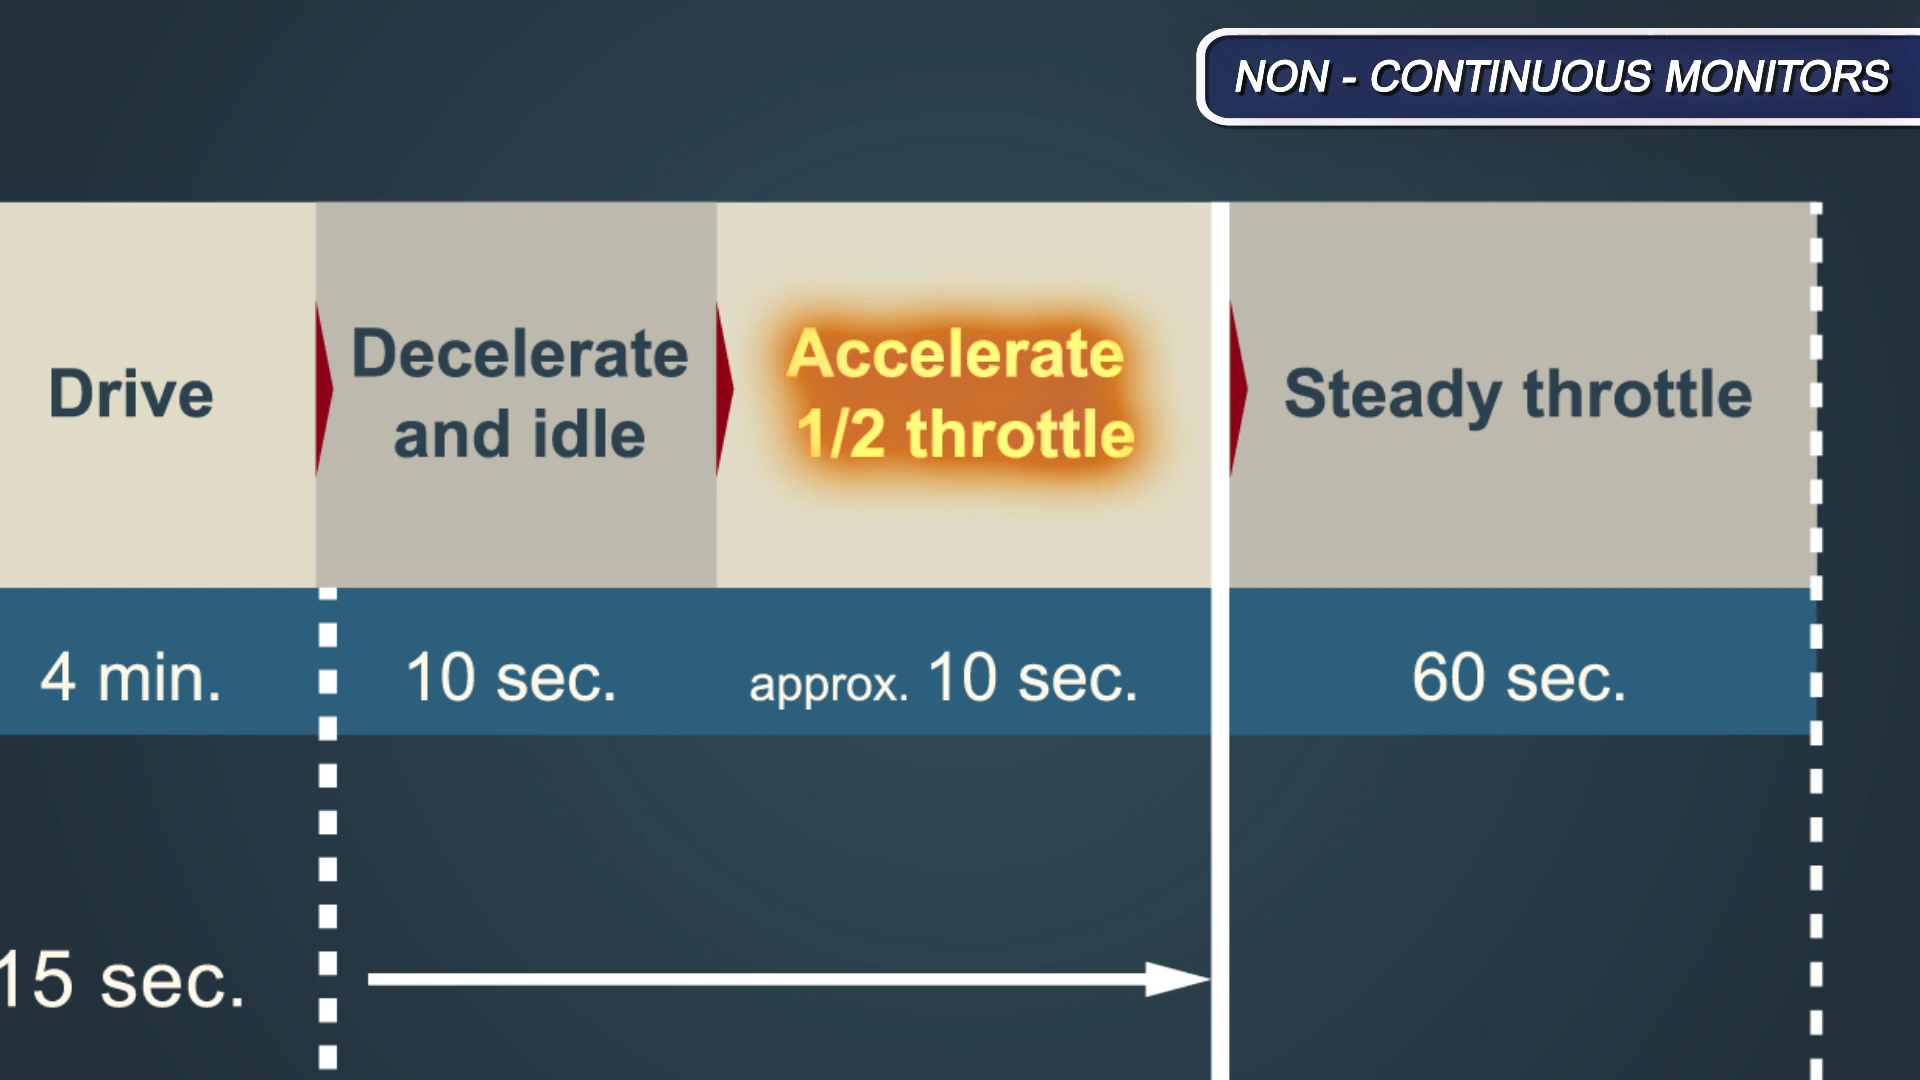 NON - CONTINUOUS MONITORS
Drive
Decelerate
and idle
Accelerate
1/2 throttle
Steady throttle
4 min.
10 sec.
approx. 10 sec.
60 sec.
15 sec.